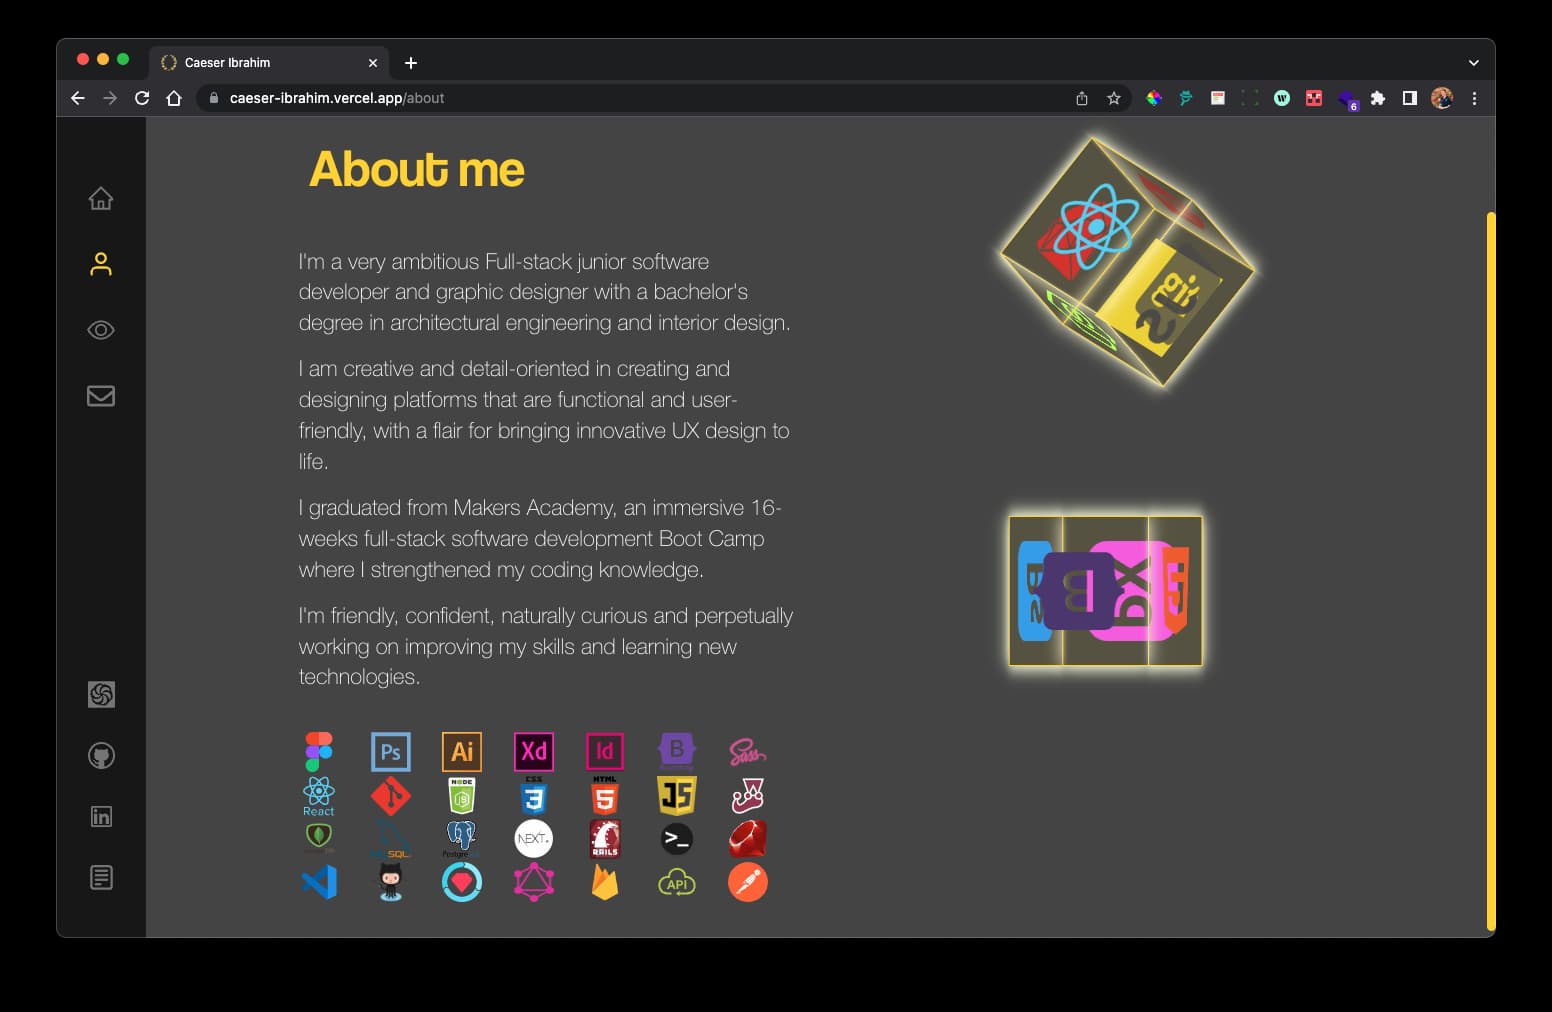 Caeser Ibrahim
caeser-ibrahim.vercel.app/about
6
About me
I'm a very ambitious Full-stack junior software
developer and graphic designer with a bachelor's
degree in architectural engineering and interior design.
I am creative and detail-oriented in creating and
designing platforms that are functional and user-
friendly, with a flair for bringing innovative UX design to
life.
I graduated from Makers Academy, an immersive 16-
weeks full-stack software development Boot Camp
where I strengthened my coding knowledge.
I'm friendly, confident, naturally curious and perpetually
working on improving my skills and learning new
technologies.
git
Ps Ai Xd Id B Sass
React NODE JS CSS 3 HTML 5 JS
SQL Postgre NEXT. RAILS >_
API